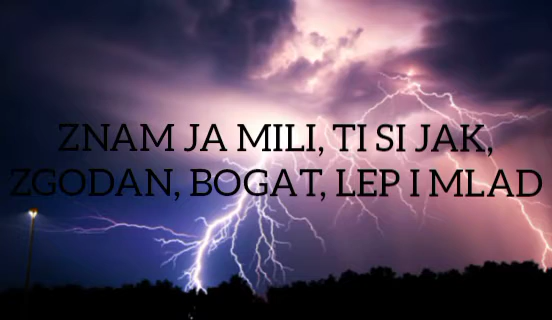 ZNAM JA MILI, TI SI JAK,
ZGODAN, BOGAT, LEP I MLAD